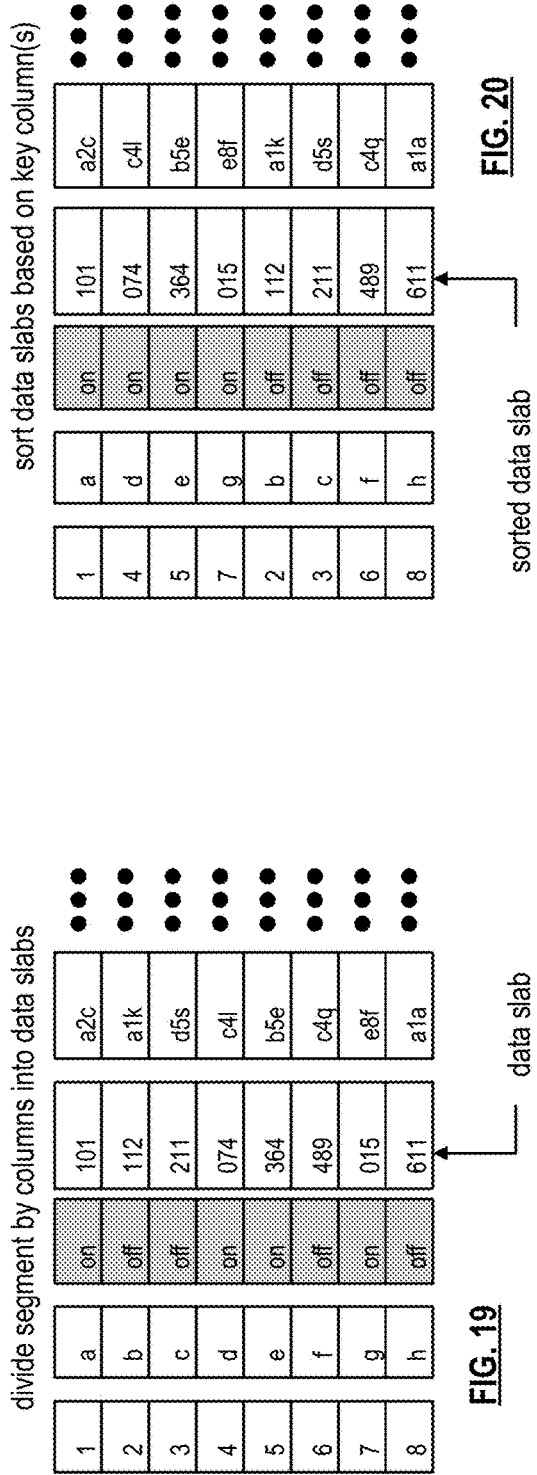 divide segment by columns into data slabs
1 a on 101 a2c
2 b off 112 a1k
3 c off 211 d5s
4 d on 074 c4l
5 e on 364 b5e
6 f off 489 c4q
7 g on 015 e8f
8 h off 611 a1a
data slab
FIG. 19
sort data slabs based on key column(s)
1 a on 101 a2c
4 d on 074 c4l
5 e on 364 b5e
7 g on 015 e8f
2 b off 112 a1k
3 c off 211 d5s
6 f off 489 c4q
8 h off 611 a1a
sorted data slab
FIG. 20